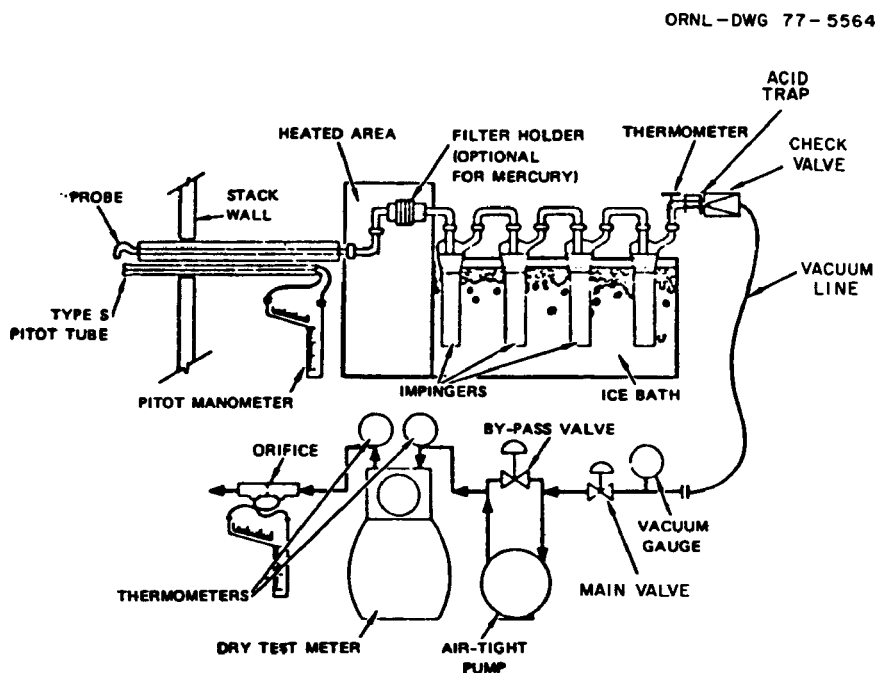 ORNL-DWG 77-5564
ACID
TRAP
HEATED AREA
FILTER HOLDER
(OPTIONAL
FOR MERCURY)
THERMOMETER
CHECK
VALVE
PROBE
STACK
WALL
VACUUM
LINE
TYPE S
PITOT TUBE
PITOT MANOMETER
IMPINGERS
ICE BATH
BY-PASS VALVE
ORIFICE
VACUUM
GAUGE
THERMOMETERS
MAIN VALVE
DRY TEST METER
AIR-TIGHT
PUMP